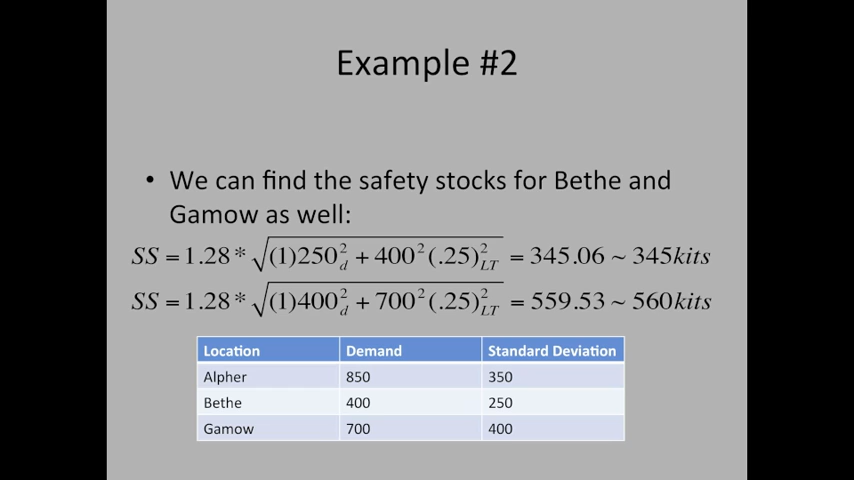 Example #2
• We can find the safety stocks for Bethe and
Gamow as well:
SS = 1.28 * √((1)250²_d + 400²(.25)²_LT) = 345.06 ~ 345kits
SS = 1.28 * √((1)400²_d + 700²(.25)²_LT) = 559.53 ~ 560kits
Location Demand Standard Deviation
Alpher 850 350
Bethe 400 250
Gamow 700 400